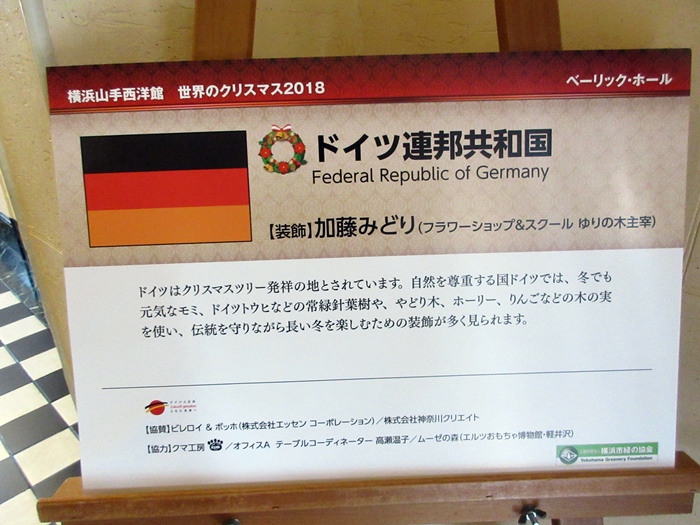 横浜山手西洋館 世界のクリスマス2018
ベーリック・ホール
ドイツ連邦共和国
Federal Republic of Germany
【装飾】加藤みどり(フラワーショップ&スクール ゆりの木主宰)
ドイツはクリスマスツリー発祥の地とされています。自然を尊重する国ドイツでは、冬でも
元気なモミ、ドイツトウヒなどの常緑針葉樹や、やどり木、ホーリー、りんごなどの木の実
を使い、伝統を守りながら長い冬を楽しむための装飾が多く見られます。
【協賛】ビレロイ & ボッホ(株式会社エッセン コーポレーション)/株式会社神奈川クリエイト
【協力】クマ工房 /オフィスA テーブルコーディネーター 高瀬温子/ムーゼの森(エルツおもちゃ博物館・軽井沢)
横浜市緑の協会
Yokohama Greenery Foundation